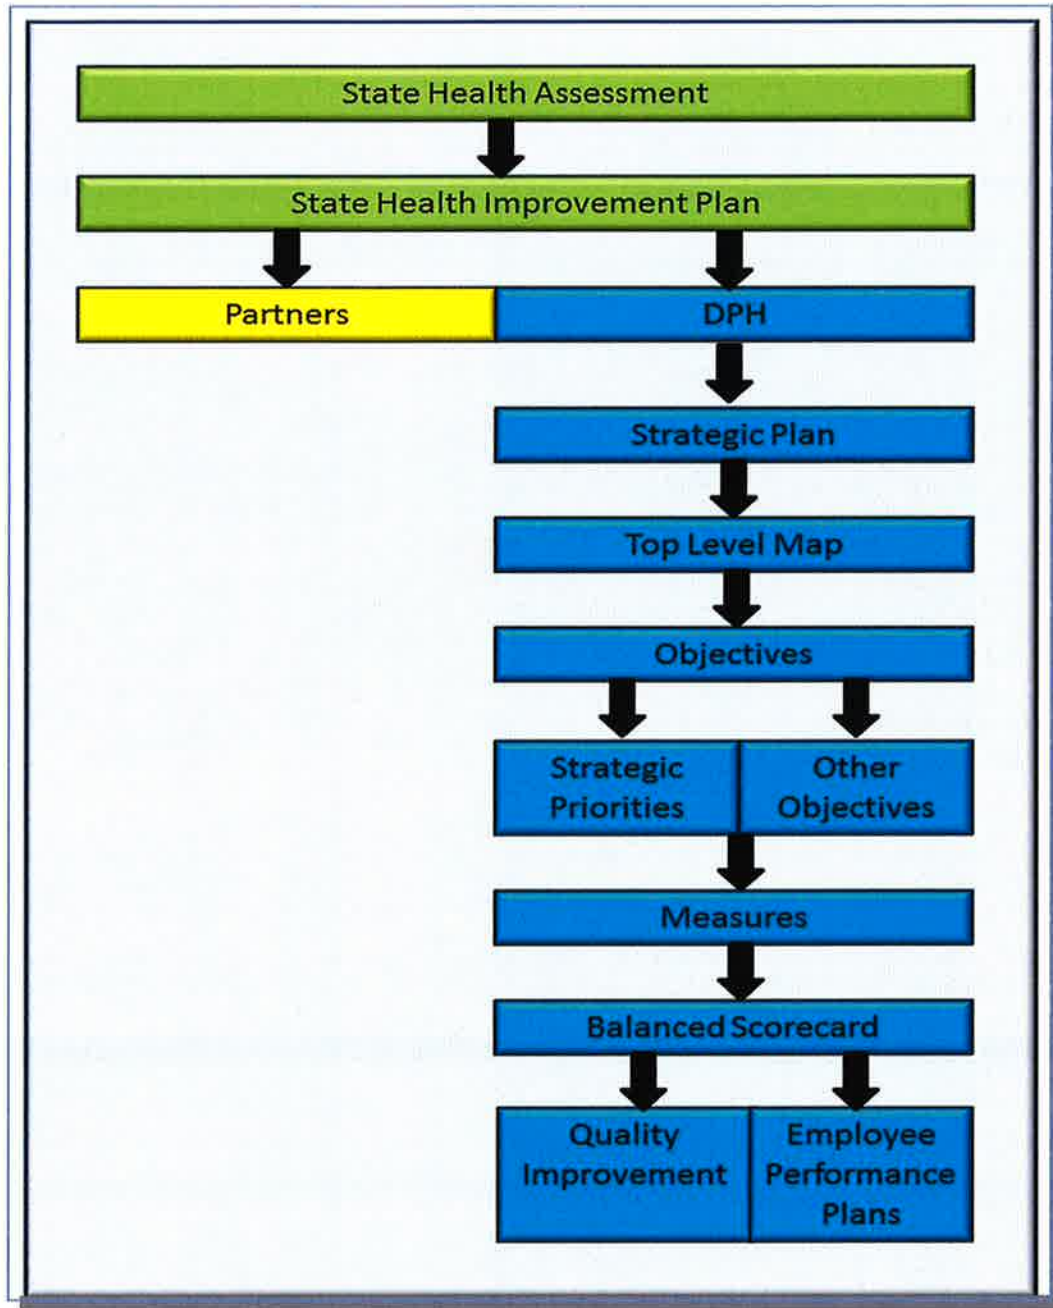 State Health Assessment
State Health Improvement Plan
Partners
DPH
Strategic Plan
Top Level Map
Objectives
Strategic
Priorities
Other
Objectives
Measures
Balanced Scorecard
Quality
Improvement
Employee
Performance
Plans